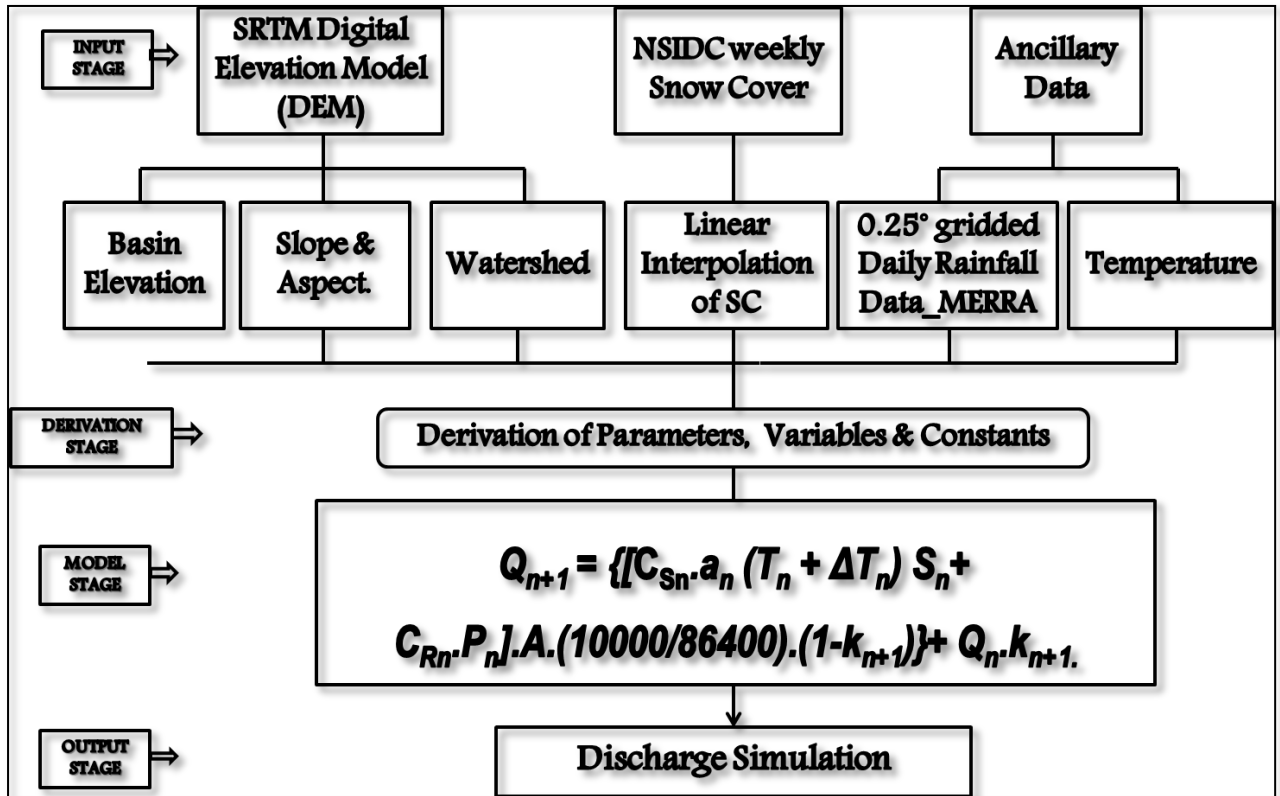 INPUT
STAGE
SRTM Digital
Elevation Model
(DEM)
NSIDC weekly
Snow Cover
Ancillary
Data
Basin
Elevation
Slope &
Aspect.
Watershed
Linear
Interpolation
of SC
0.25° gridded
Daily Rainfall
Data_MERRA
Temperature
DERIVATION
STAGE
Derivation of Parameters, Variables & Constants
MODEL
STAGE
Qn+1 = {[CSn.an (Tn + ΔTn) Sn+
CRn.Pn].A.(10000/86400).(1-kn+1)}+ Qn.kn+1.
OUTPUT
STAGE
Discharge Simulation